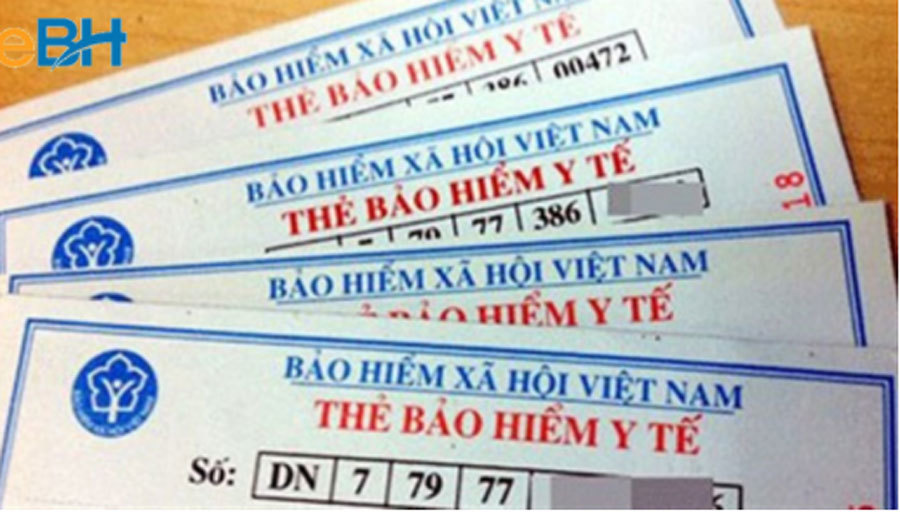 eBH
BẢO HIỂM XÃ HỘI VIỆT NAM
THẺ BẢO HIỂM Y TẾ
386 00472
BẢO HIỂM XÃ HỘI VIỆT NAM
THẺ BẢO HIỂM Y TẾ
7 79 77 386
18
BẢO HIỂM XÃ HỘI VIỆT NAM
THẺ BẢO HIỂM Y TẾ
BẢO HIỂM XÃ HỘI VIỆT NAM
THẺ BẢO HIỂM Y TẾ
Số: DN 7 79 77